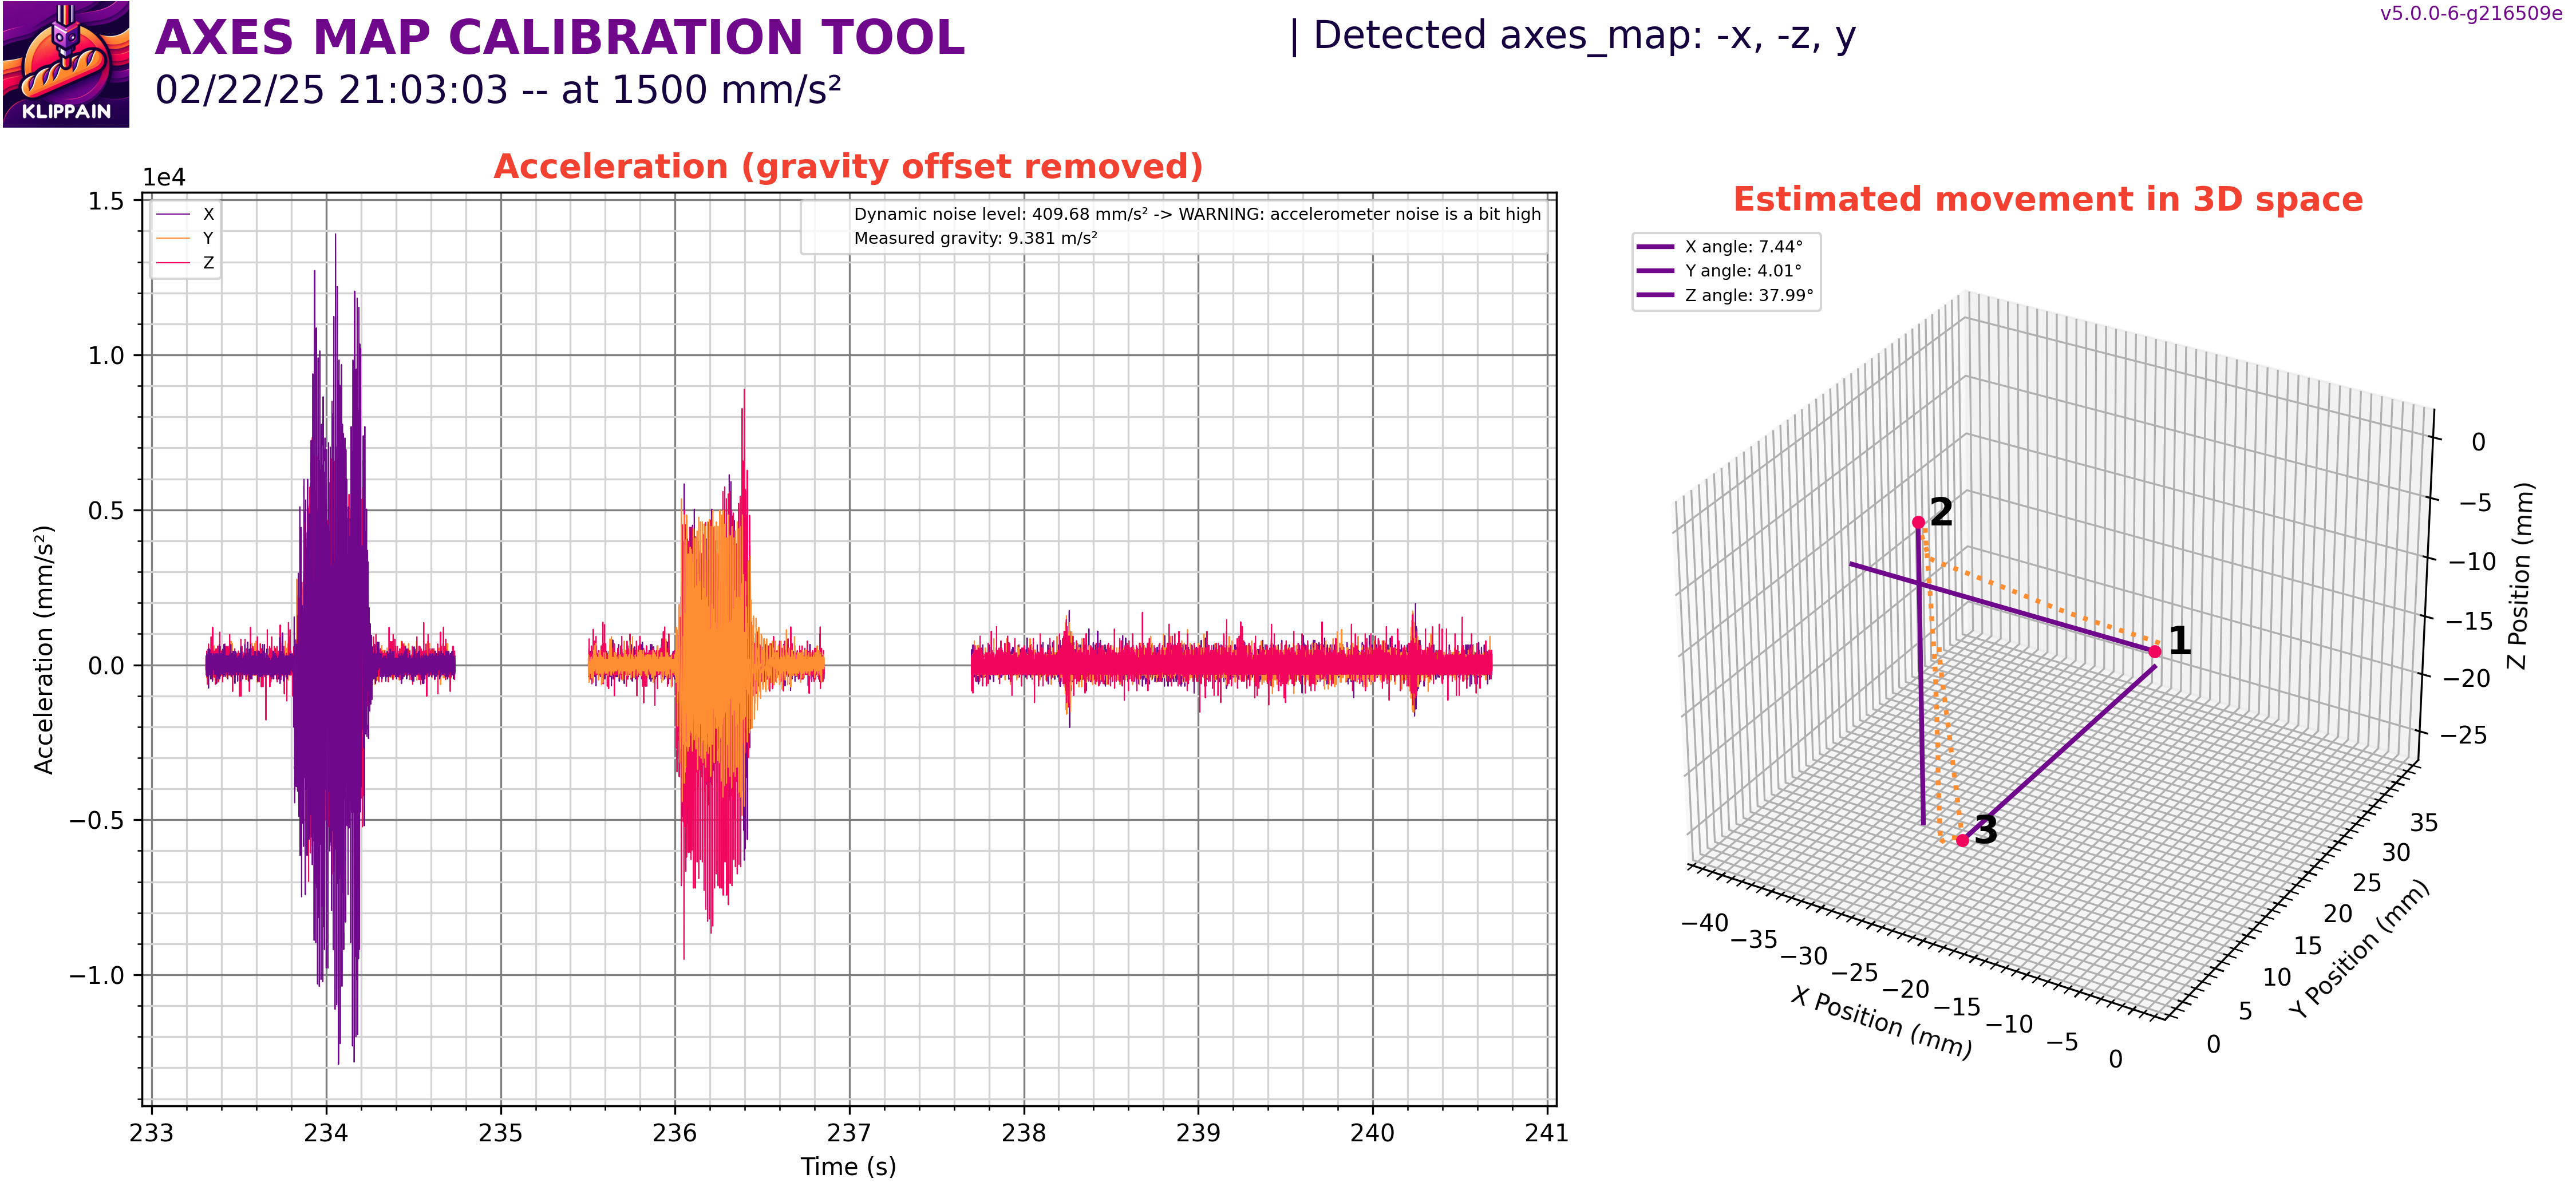 KLIPPAIN
AXES MAP CALIBRATION TOOL
02/22/25 21:03:03 -- at 1500 mm/s²
| Detected axes_map: -x, -z, y
v5.0.0-6-g216509e
Acceleration (gravity offset removed)
1e4
X
Y
Z
Dynamic noise level: 409.68 mm/s² -> WARNING: accelerometer noise is a bit high
Measured gravity: 9.381 m/s²
1.5
1.0
0.5
0.0
−0.5
−1.0
Acceleration (mm/s²)
233 234 235 236 237 238 239 240 241
Time (s)
Estimated movement in 3D space
X angle: 7.44°
Y angle: 4.01°
Z angle: 37.99°
2
1
3
0
−5
−10
−15
−20
−25
Z Position (mm)
−40 −35 −30 −25 −20 −15 −10 −5 0
X Position (mm)
0 5 10 15 20 25 30 35
Y Position (mm)